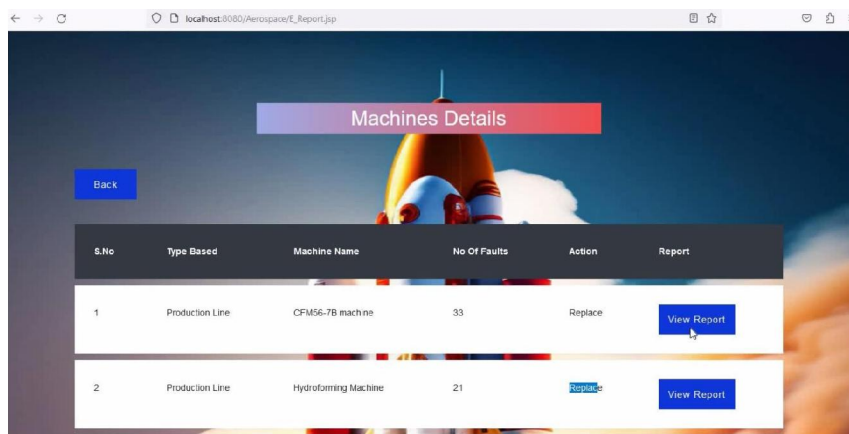 localhost:8080/Aerospace/E_Report.jsp
Machines Details
Back
S.No Type Based Machine Name No Of Faults Action Report
1 Production Line CFM56-7B machine 33 Replace View Report
2 Production Line Hydroforming Machine 21 Replace View Report